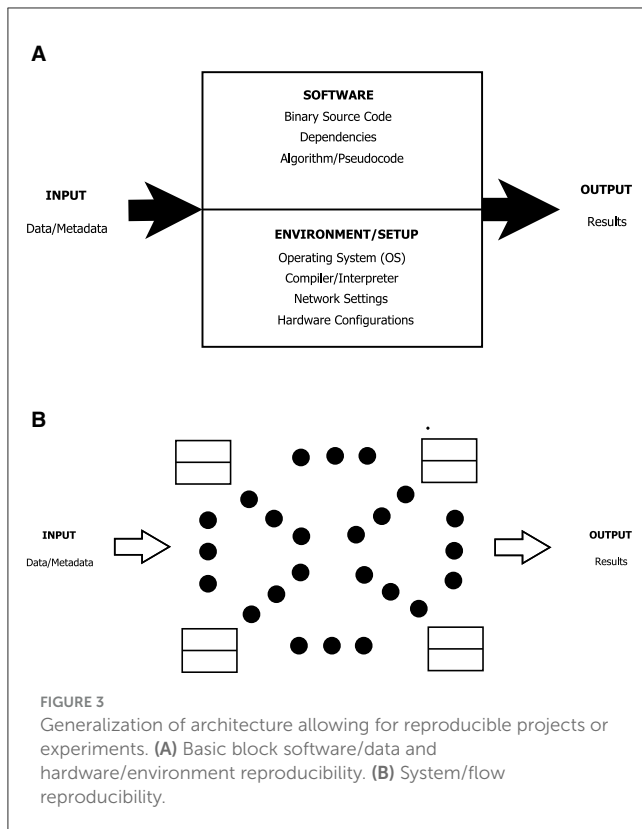 A
SOFTWARE
Binary Source Code
Dependencies
Algorithm/Pseudocode
INPUT
Data/Metadata
OUTPUT
Results
ENVIRONMENT/SETUP
Operating System (OS)
Compiler/Interpreter
Network Settings
Hardware Configurations
B
INPUT
Data/Metadata
OUTPUT
Results
FIGURE 3
Generalization of architecture allowing for reproducible projects or
experiments. (A) Basic block software/data and
hardware/environment reproducibility. (B) System/flow
reproducibility.